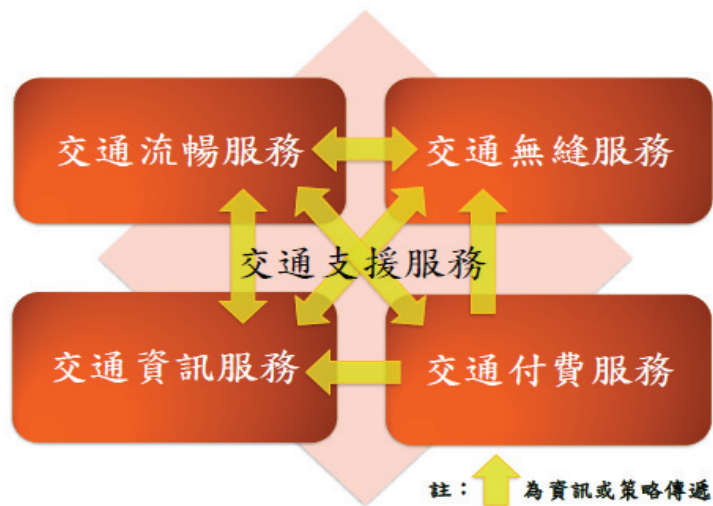 交通流暢服務
交通無縫服務
交通支援服務
交通資訊服務
交通付費服務
註： 為資訊或策略傳遞